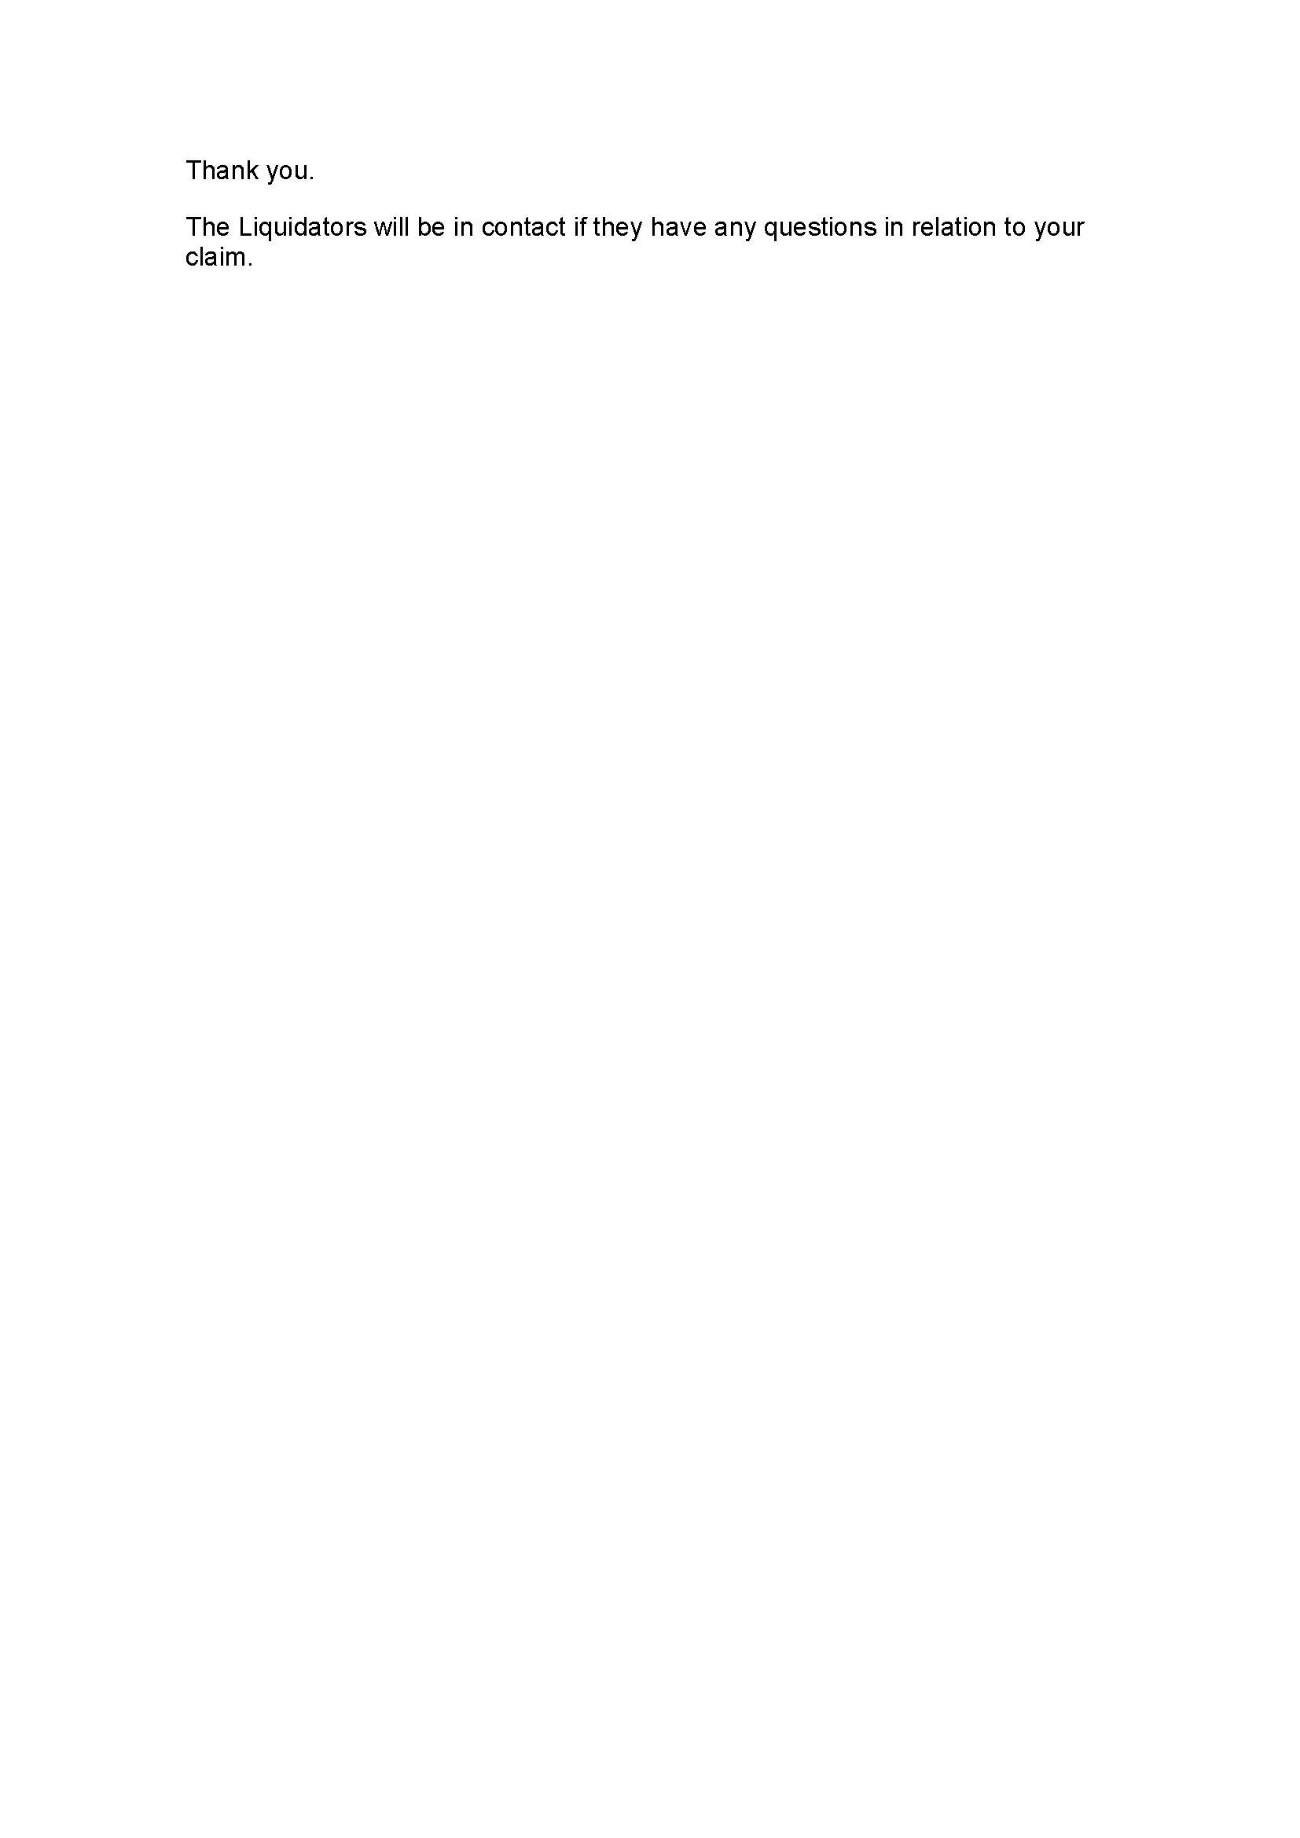 Thank you.
The Liquidators will be in contact if they have any questions in relation to your
claim.